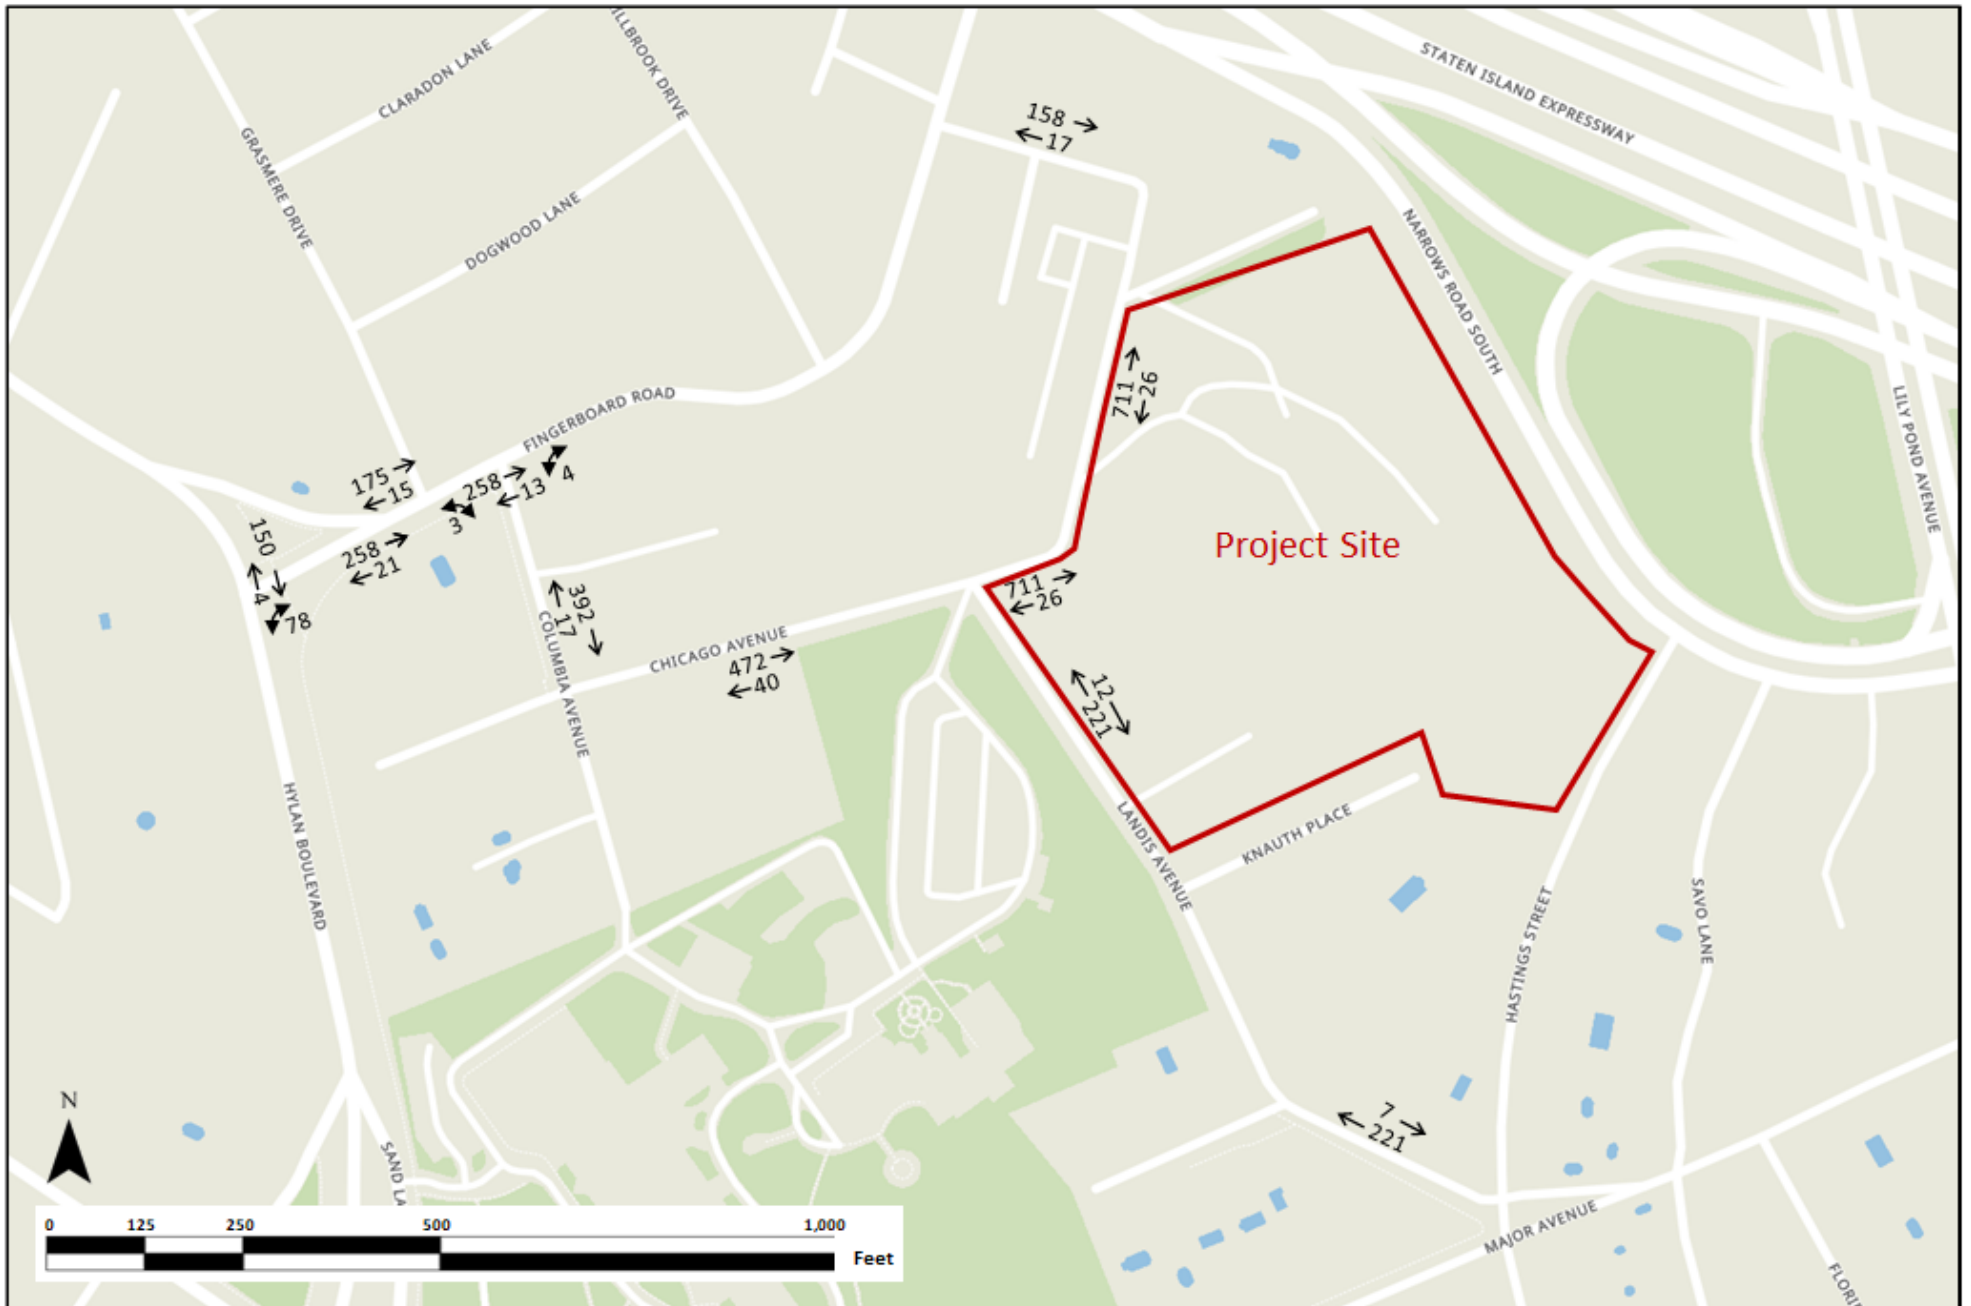 CLARADON LANE
ILLBROOK DRIVE
STATEN ISLAND EXPRESSWAY
GRASMERE DRIVE
158 →
←17
DOGWOOD LANE
NARROWS ROAD SOUTH
711 →
←26
LILY POND AVENUE
FINGERBOARD ROAD
175 →
←15
258 →
←13
4
3
150 →
←4
258 →
←21
78
Project Site
711 →
←26
392 →
←17
COLUMBIA AVENUE
CHICAGO AVENUE
472 →
←40
12 →
←221
HYLAN BOULEVARD
LANDIS AVENUE
KNAUTH PLACE
HASTINGS STREET
SAVO LANE
7 →
←221
N
SAND LA
MAJOR AVENUE
FLORI
0 125 250 500 1,000
Feet